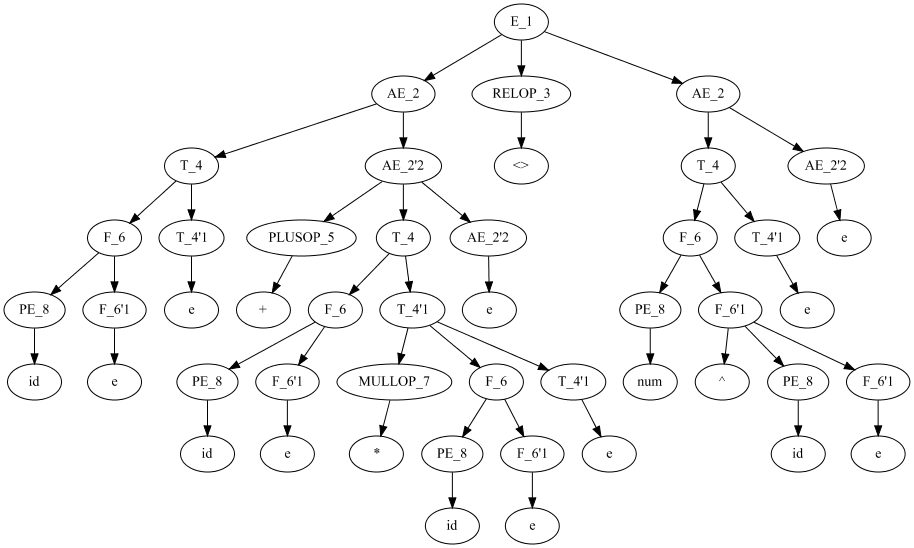 E_1
AE_2 RELOP_3 AE_2
T_4 AE_2'2 <> T_4 AE_2'2
F_6 T_4'1 PLUSOP_5 T_4 AE_2'2 F_6 T_4'1 e
PE_8 F_6'1 e + F_6 T_4'1 e PE_8 F_6'1 e
id e PE_8 F_6'1 MULLOP_7 F_6 T_4'1 num ^ PE_8 F_6'1
id e * PE_8 F_6'1 e id e
id e